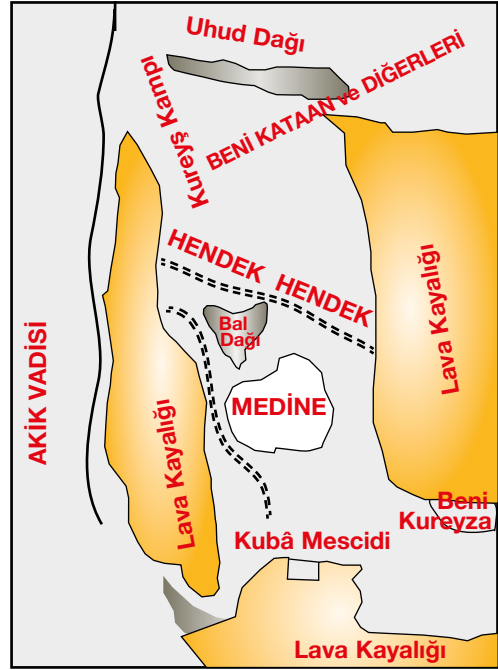 Uhud Dağı
Kureyş Kampı
BENİ KATAAN ve DİĞERLERİ
HENDEK HENDEK
Bal
Dağı
MEDİNE
AKİK VADİSİ
Lava Kayalığı
Lava Kayalığı
Beni
Kureyza
Kubâ Mescidi
Lava Kayalığı